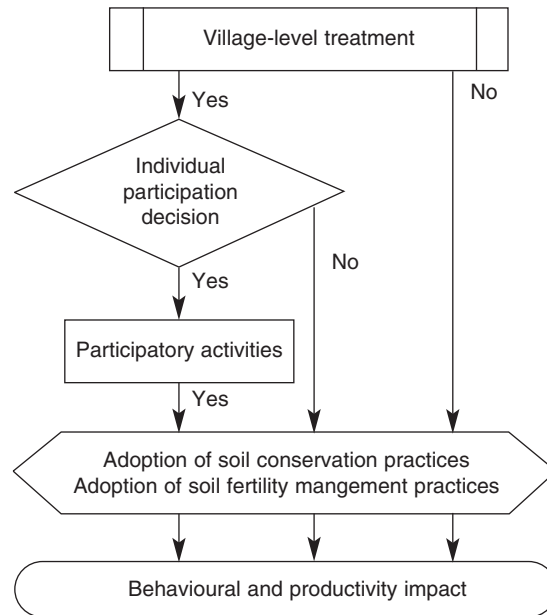 Village-level treatment
Yes
No
Individual
participation
decision
No
Yes
Participatory activities
Yes
Adoption of soil conservation practices
Adoption of soil fertility mangement practices
Behavioural and productivity impact